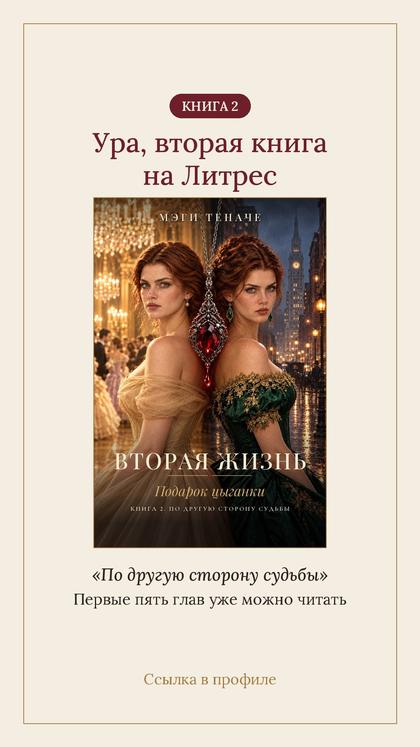 КНИГА 2
Ура, вторая книга
на Литрес
МЭГИ ТЕНАЧЕ
ВТОРАЯ ЖИЗНЬ
Подарок цыганки
КНИГА 2. ПО ДРУГУЮ СТОРОНУ СУДЬБЫ
«По другую сторону судьбы»
Первые пять глав уже можно читать
Ссылка в профиле